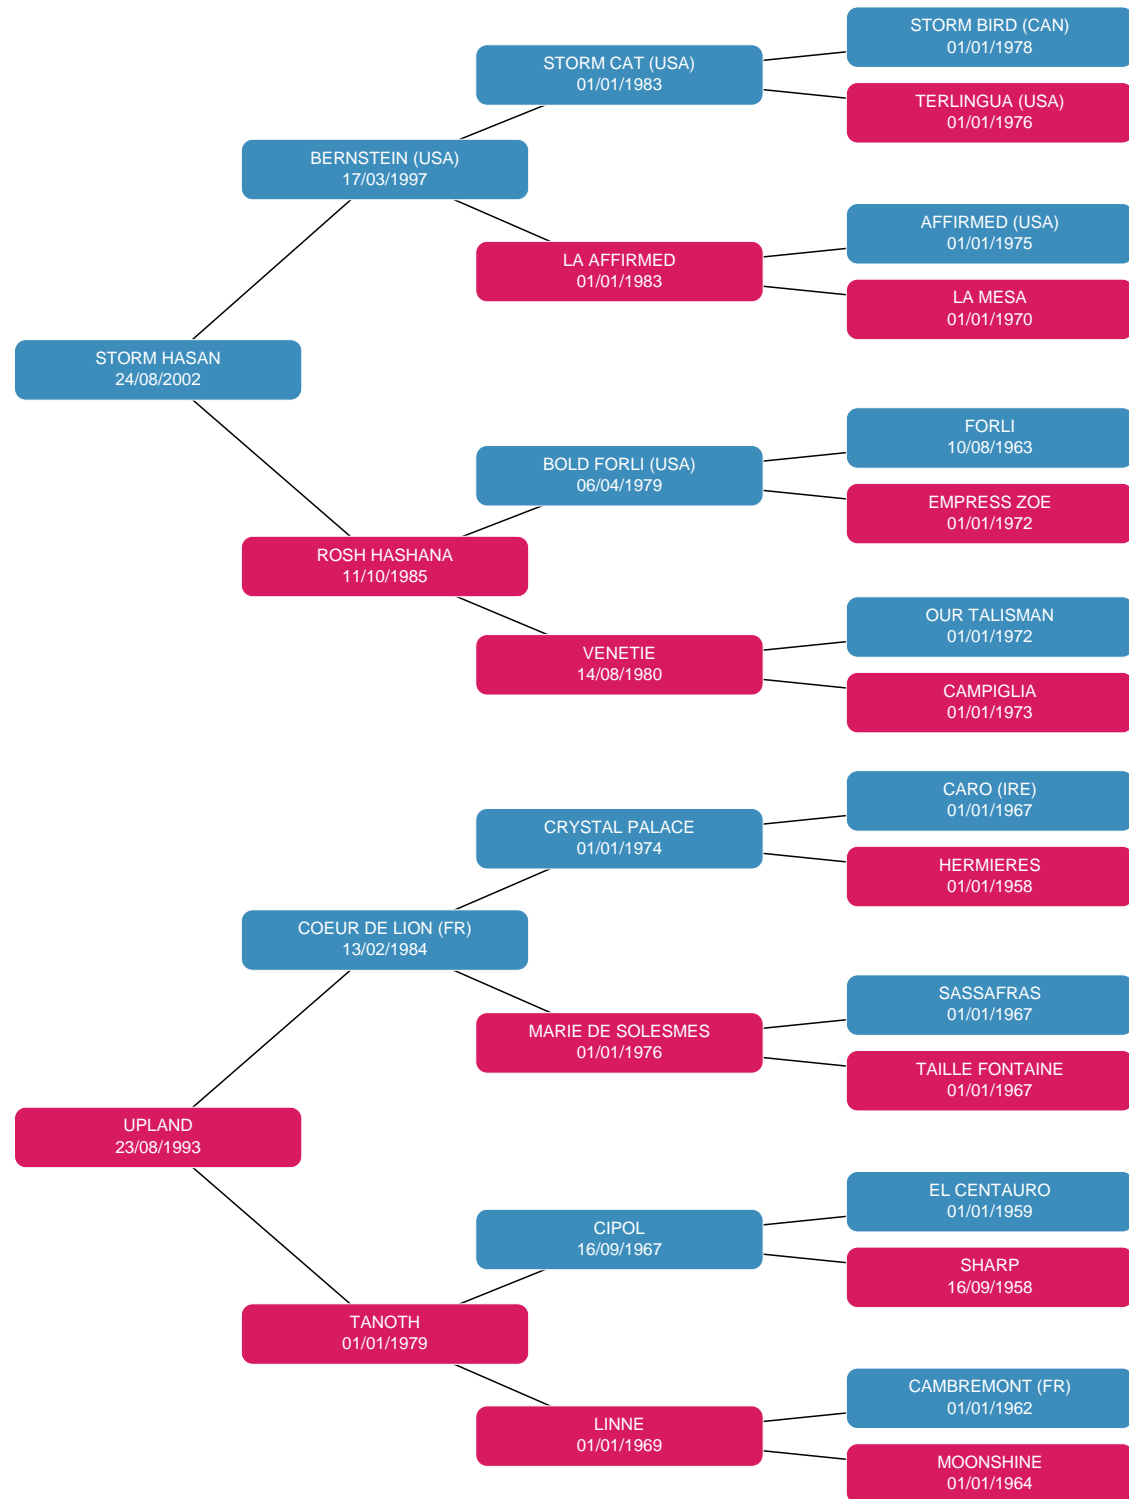 STORM BIRD (CAN)
01/01/1978
STORM CAT (USA)
01/01/1983
TERLINGUA (USA)
01/01/1976
BERNSTEIN (USA)
17/03/1997
AFFIRMED (USA)
01/01/1975
LA AFFIRMED
01/01/1983
LA MESA
01/01/1970
STORM HASAN
24/08/2002
FORLI
10/08/1963
BOLD FORLI (USA)
06/04/1979
EMPRESS ZOE
01/01/1972
ROSH HASHANA
11/10/1985
OUR TALISMAN
01/01/1972
VENETIE
14/08/1980
CAMPIGLIA
01/01/1973
CARO (IRE)
01/01/1967
CRYSTAL PALACE
01/01/1974
HERMIERES
01/01/1958
COEUR DE LION (FR)
13/02/1984
SASSAFRAS
01/01/1967
MARIE DE SOLESMES
01/01/1976
TAILLE FONTAINE
01/01/1967
UPLAND
23/08/1993
EL CENTAURO
01/01/1959
CIPOL
16/09/1967
SHARP
16/09/1958
TANOTH
01/01/1979
CAMBREMONT (FR)
01/01/1962
LINNE
01/01/1969
MOONSHINE
01/01/1964